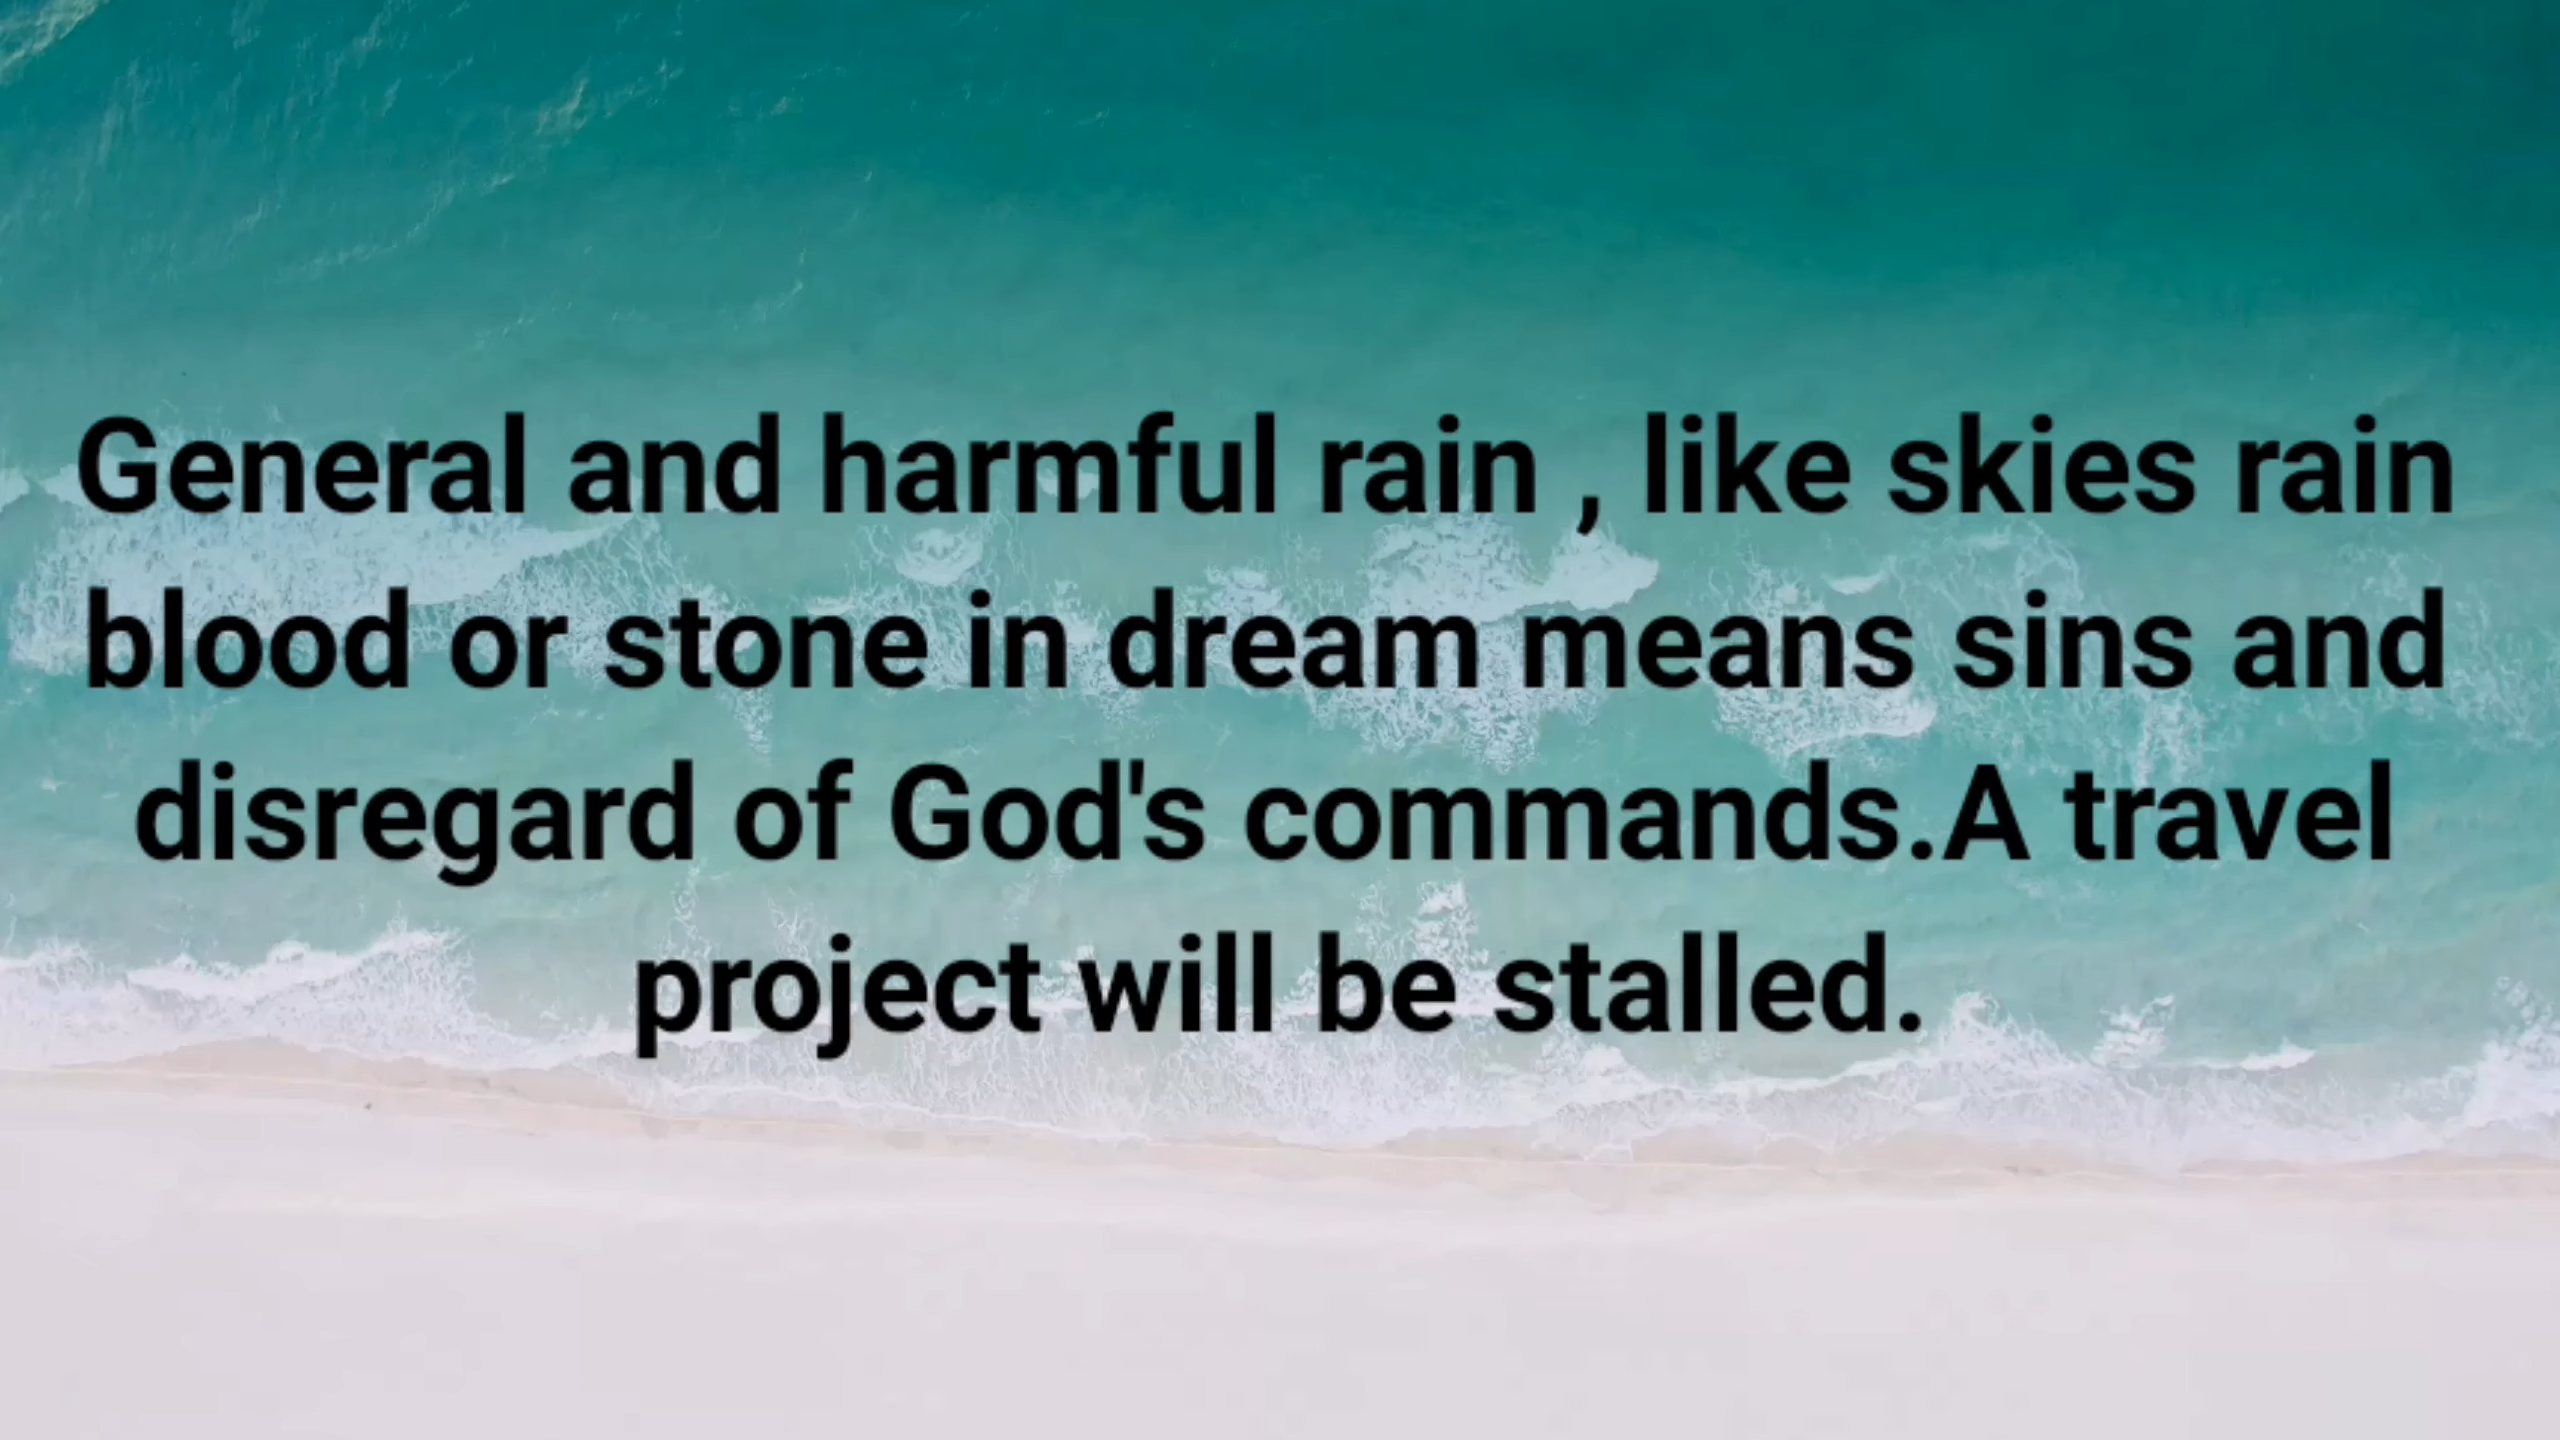 General and harmful rain , like skies rain
blood or stone in dream means sins and
disregard of God's commands.A travel
project will be stalled.